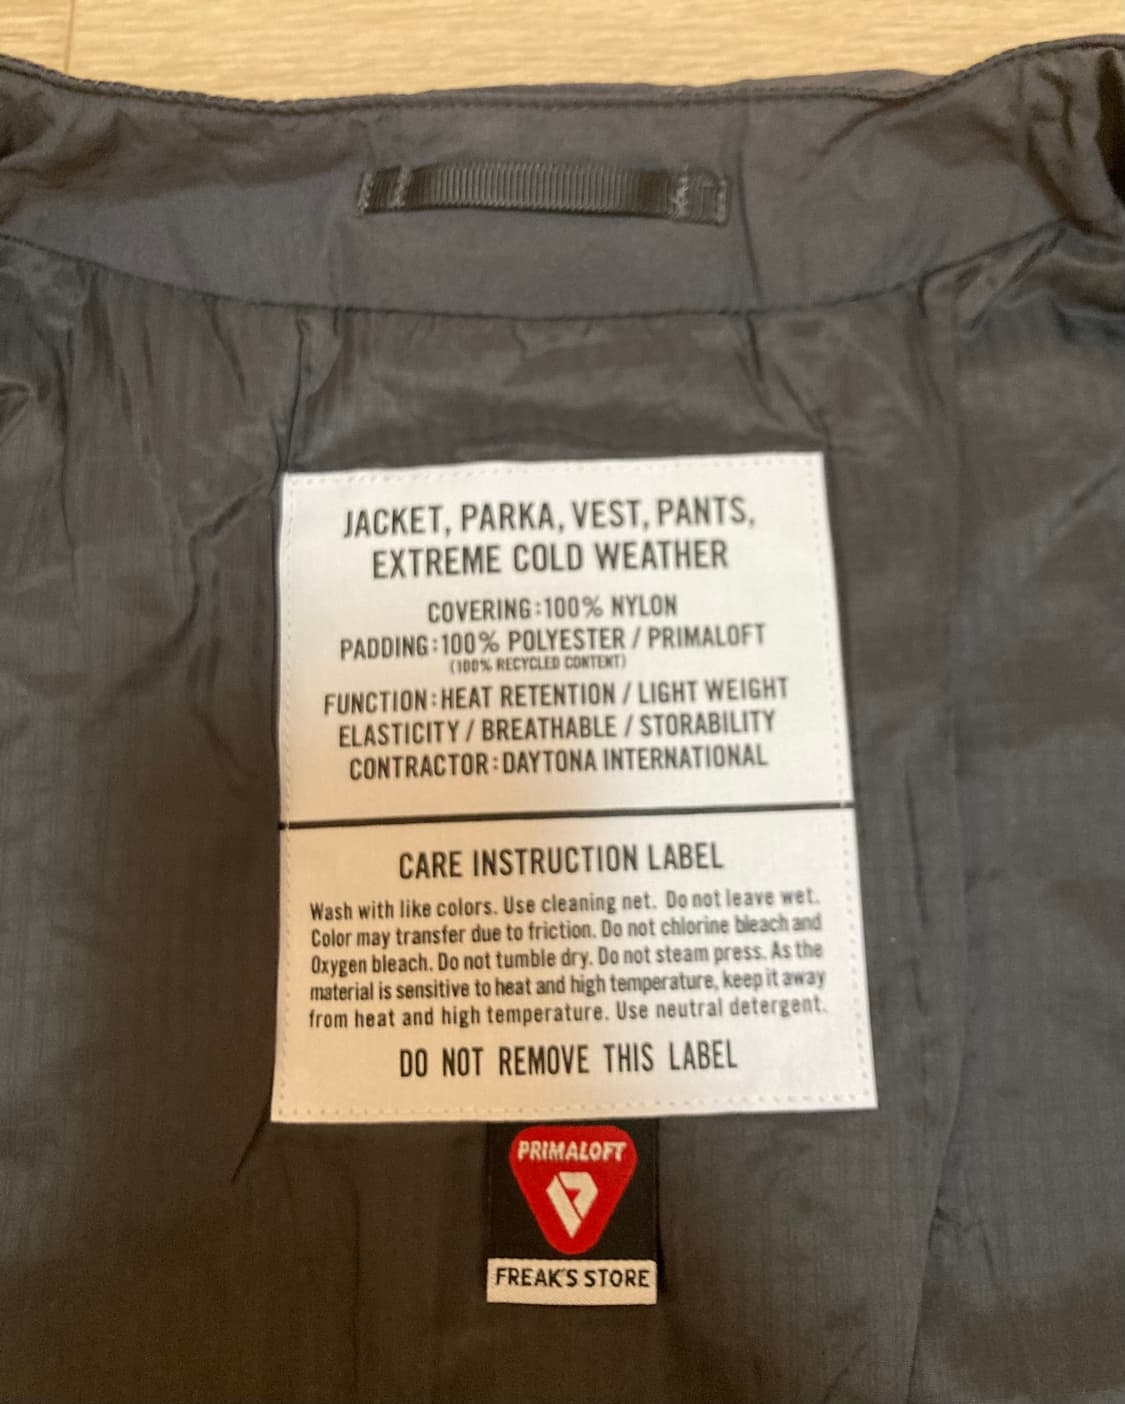 JACKET, PARKA, VEST, PANTS,
EXTREME COLD WEATHER
COVERING:100% NYLON
PADDING:100% POLYESTER / PRIMALOFT
(100% RECYCLED CONTENT)
FUNCTION:HEAT RETENTION / LIGHT WEIGHT
ELASTICITY / BREATHABLE / STORABILITY
CONTRACTOR:DAYTONA INTERNATIONAL
CARE INSTRUCTION LABEL
Wash with like colors. Use cleaning net. Do not leave wet.
Color may transfer due to friction. Do not chlorine bleach and
Oxygen bleach. Do not tumble dry. Do not steam press. As the
material is sensitive to heat and high temperature, keep it away
from heat and high temperature. Use neutral detergent.
DO NOT REMOVE THIS LABEL
PRIMALOFT
FREAK'S STORE